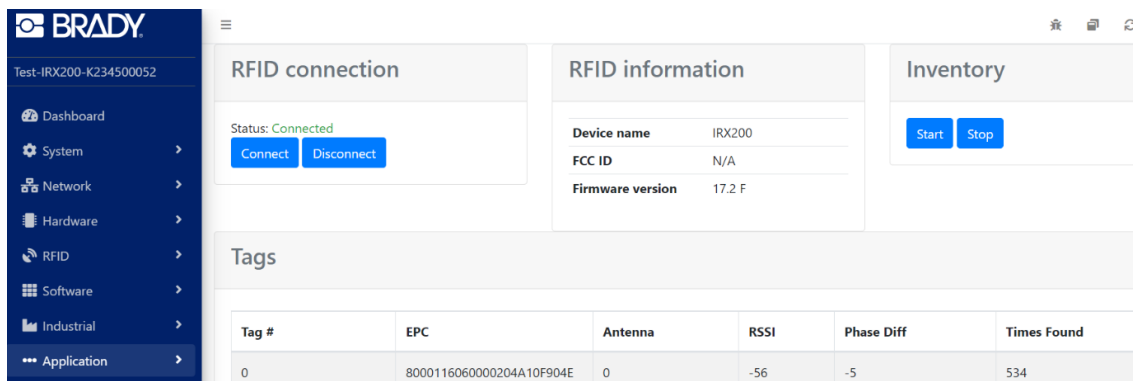 BRADY.
Test-IRX200-K234500052
Dashboard
System
Network
Hardware
RFID
Software
Industrial
Application
RFID connection
Status: Connected
Connect Disconnect
RFID information
Device name IRX200
FCC ID N/A
Firmware version 17.2 F
Inventory
Start Stop
Tags
Tag # EPC Antenna RSSI Phase Diff Times Found
0 8000116060000204A10F904E 0 -56 -5 534